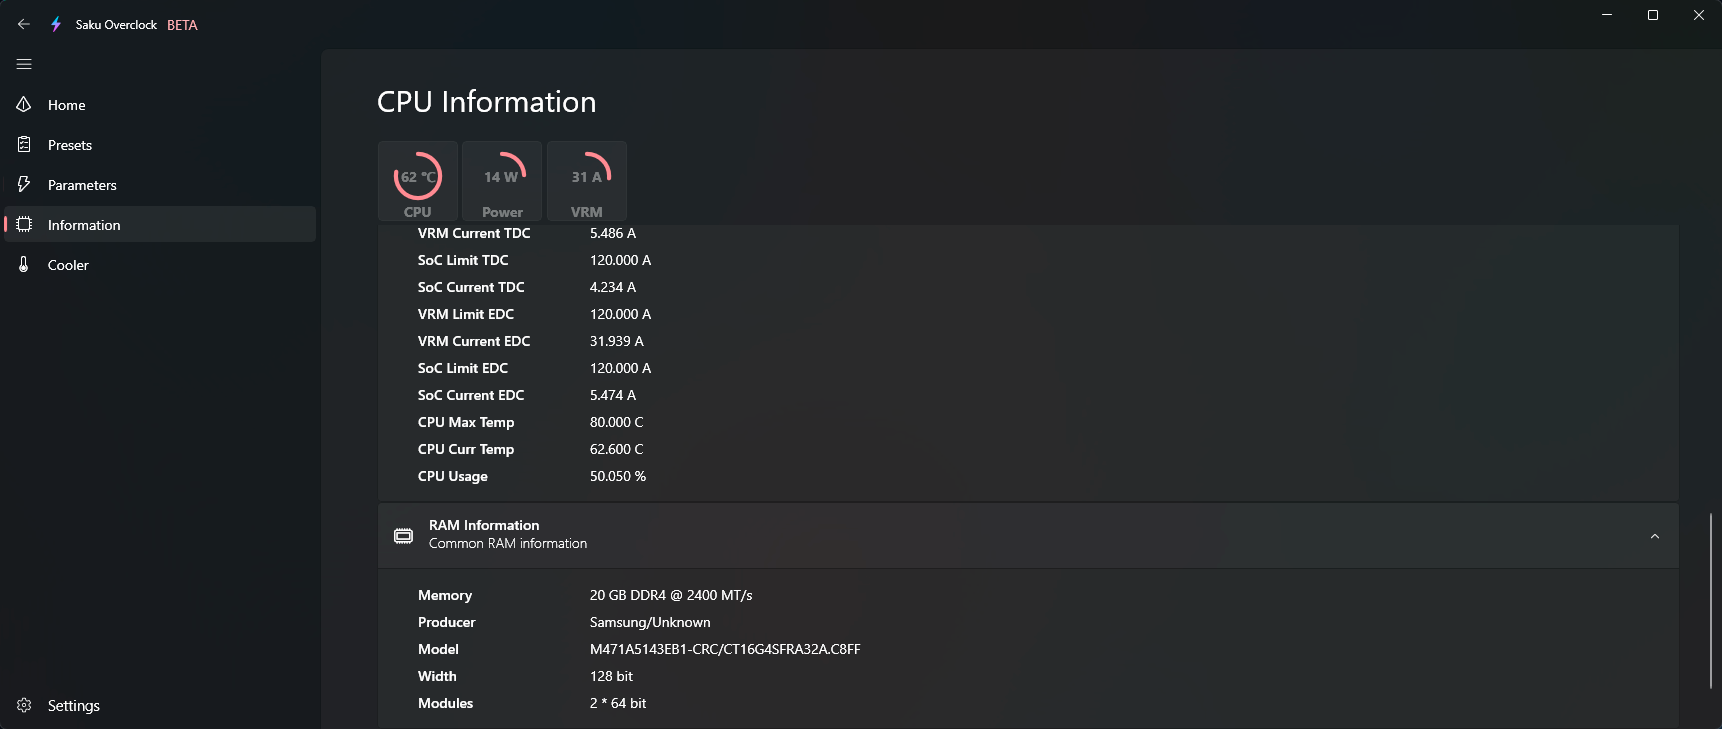 Saku Overclock BETA
Home
Presets
Parameters
Information
Cooler
Settings
CPU Information
62 °C
CPU
14 W
Power
31 A
VRM
VRM Current TDC 5.486 A
SoC Limit TDC 120.000 A
SoC Current TDC 4.234 A
VRM Limit EDC 120.000 A
VRM Current EDC 31.939 A
SoC Limit EDC 120.000 A
SoC Current EDC 5.474 A
CPU Max Temp 80.000 C
CPU Curr Temp 62.600 C
CPU Usage 50.050 %
RAM Information
Common RAM information
Memory 20 GB DDR4 @ 2400 MT/s
Producer Samsung/Unknown
Model M471A5143EB1-CRC/CT16G4SFRA32A.C8FF
Width 128 bit
Modules 2 * 64 bit